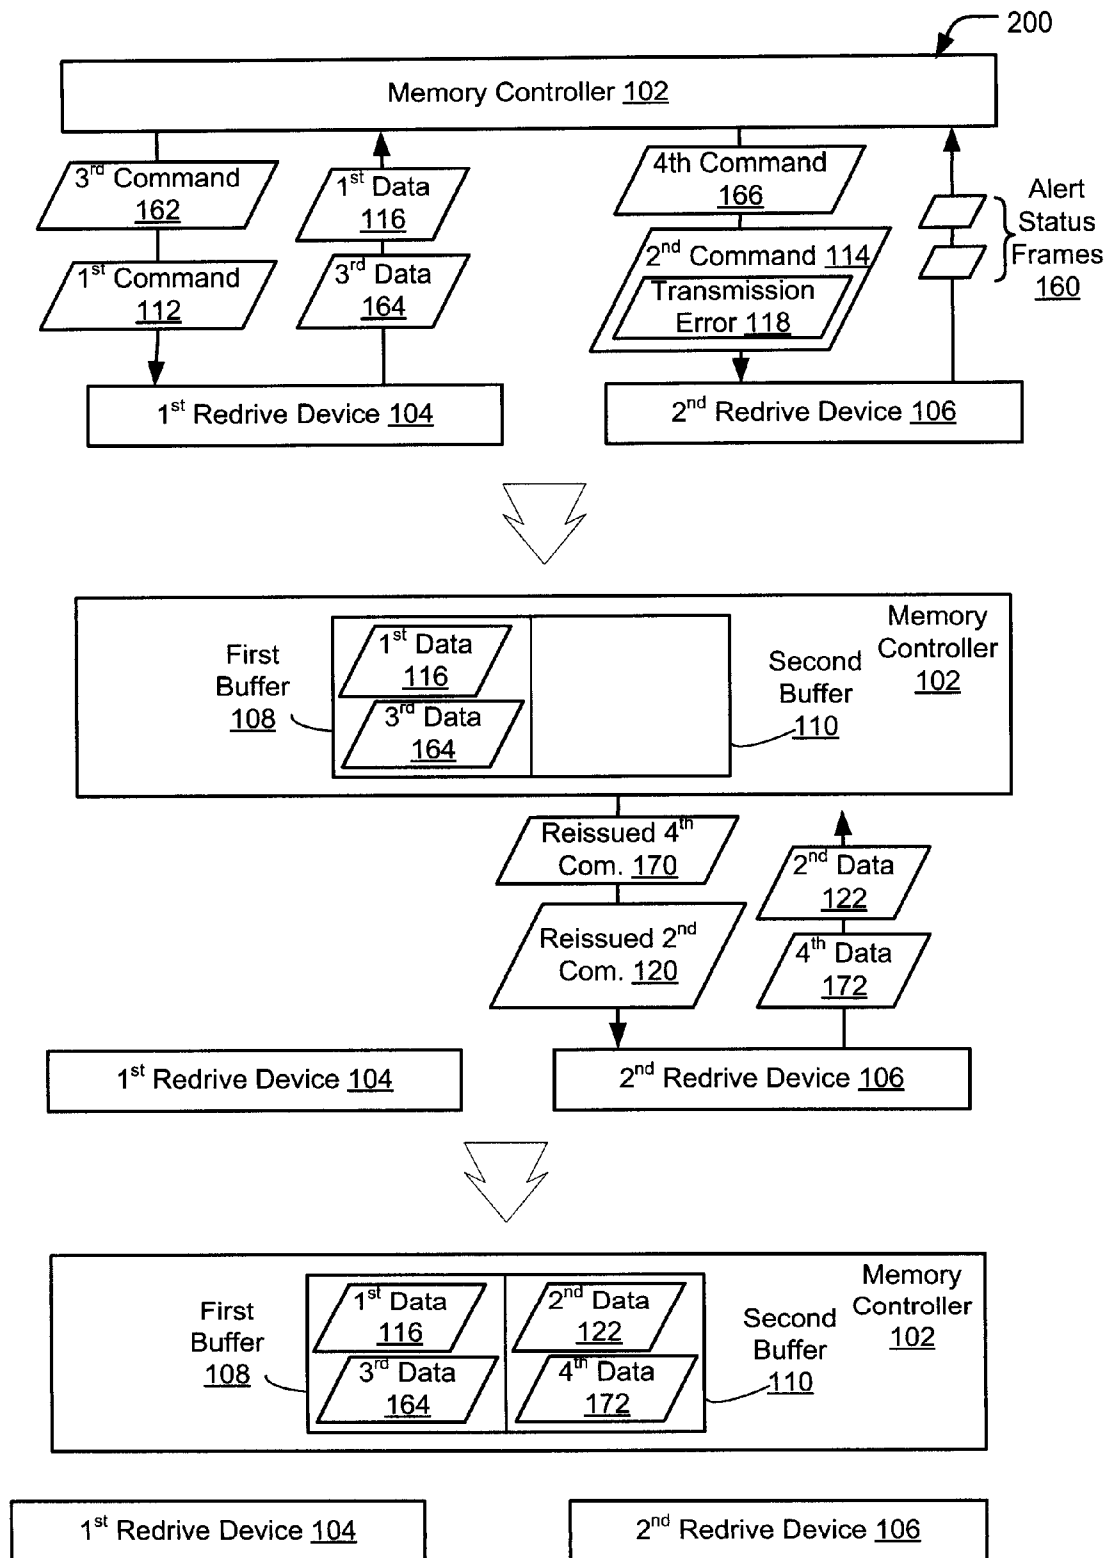 200
Memory Controller 102
3rd Command
162
1st Data
116
4th Command
166
Alert
Status
Frames
160
1st Command
112
3rd Data
164
2nd Command 114
Transmission
Error 118
1st Redrive Device 104
2nd Redrive Device 106
Memory
Controller
102
First
Buffer
108
1st Data
116
3rd Data
164
Second
Buffer
110
Reissued 4th
Com. 170
2nd Data
122
Reissued 2nd
Com. 120
4th Data
172
1st Redrive Device 104
2nd Redrive Device 106
Memory
Controller
102
First
Buffer
108
1st Data
116
2nd Data
122
3rd Data
164
4th Data
172
Second
Buffer
110
1st Redrive Device 104
2nd Redrive Device 106